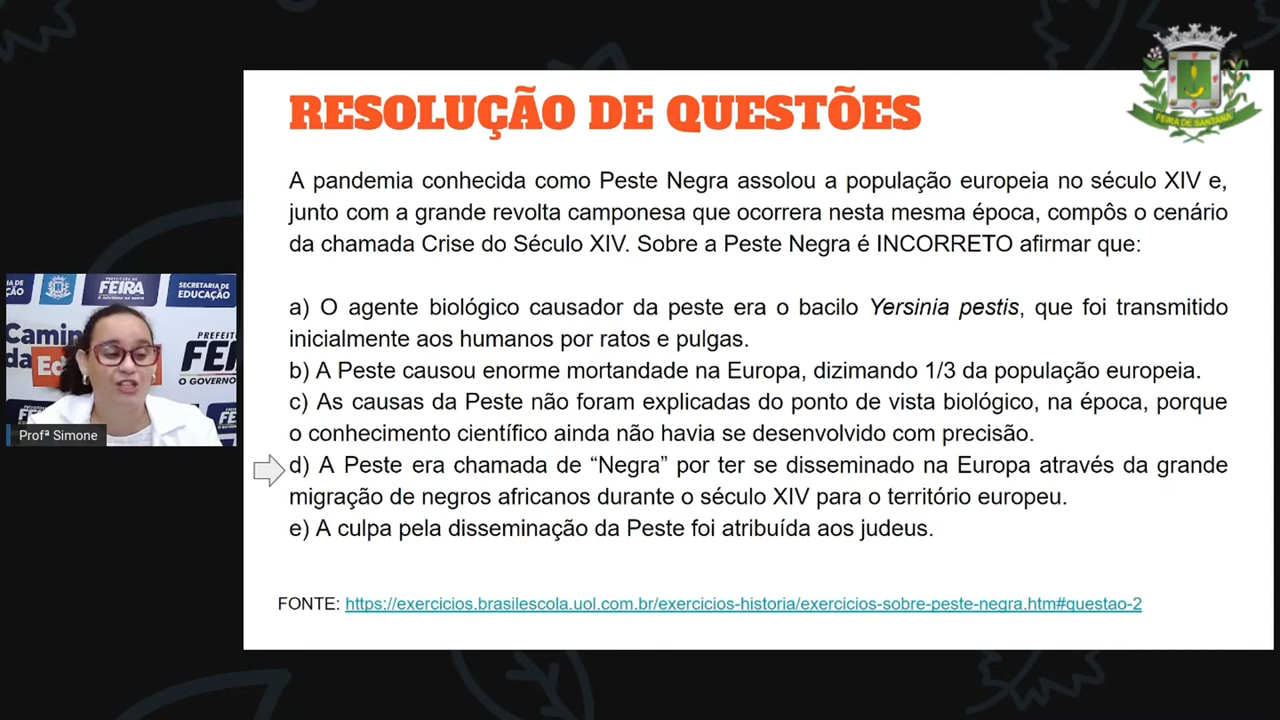 RESOLUÇÃO DE QUESTÕES
FEIRA DE SANTANA
A pandemia conhecida como Peste Negra assolou a população europeia no século XIV e,
junto com a grande revolta camponesa que ocorrera nesta mesma época, compôs o cenário
da chamada Crise do Século XIV. Sobre a Peste Negra é INCORRETO afirmar que:
a) O agente biológico causador da peste era o bacilo Yersinia pestis, que foi transmitido
inicialmente aos humanos por ratos e pulgas.
b) A Peste causou enorme mortandade na Europa, dizimando 1/3 da população europeia.
c) As causas da Peste não foram explicadas do ponto de vista biológico, na época, porque
o conhecimento científico ainda não havia se desenvolvido com precisão.
d) A Peste era chamada de “Negra” por ter se disseminado na Europa através da grande
migração de negros africanos durante o século XIV para o território europeu.
e) A culpa pela disseminação da Peste foi atribuída aos judeus.
FONTE: https://exercicios.brasilescola.uol.com.br/exercicios-historia/exercicios-sobre-peste-negra.htm#questao-2
FEIRA
SECRETARIA DE
EDUCAÇÃO
Camin
da Ed
PREFE
FEI
O GOVERNO
Profª Simone